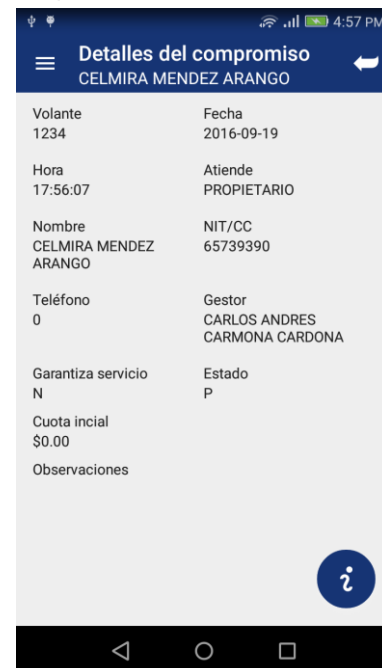 4:57 PM
Detalles del compromiso
CELMIRA MENDEZ ARANGO
Volante
1234
Fecha
2016-09-19
Hora
17:56:07
Atiende
PROPIETARIO
Nombre
CELMIRA MENDEZ
ARANGO
NIT/CC
65739390
Teléfono
0
Gestor
CARLOS ANDRES
CARMONA CARDONA
Garantiza servicio
N
Estado
P
Cuota incial
$0.00
Observaciones
i